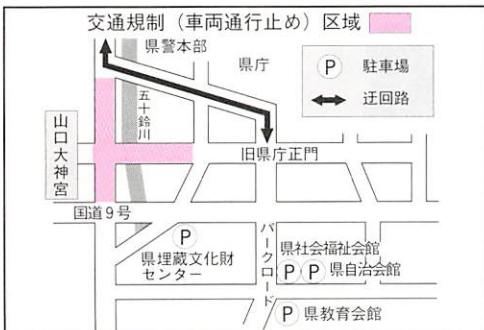 交通規制（車両通行止め）区域
県警本部
県庁
Ⓟ 駐車場
迂回路
五十鈴川
山口大神宮
旧県庁正門
国道9号
Ⓟ
県埋蔵文化財
センター
パークロード
県社会福祉会館
ⓅⓅ県自治会館
Ⓟ 県教育会館